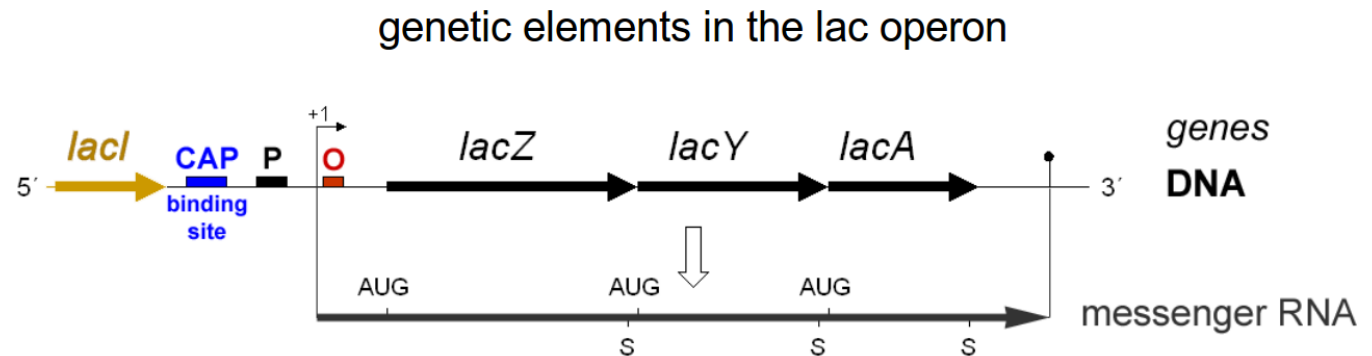 genetic elements in the lac operon
+1
lacI
CAP
P
O
lacZ
lacY
lacA
genes
5´
3´
DNA
binding
site
AUG
AUG
AUG
messenger RNA
S
S
S